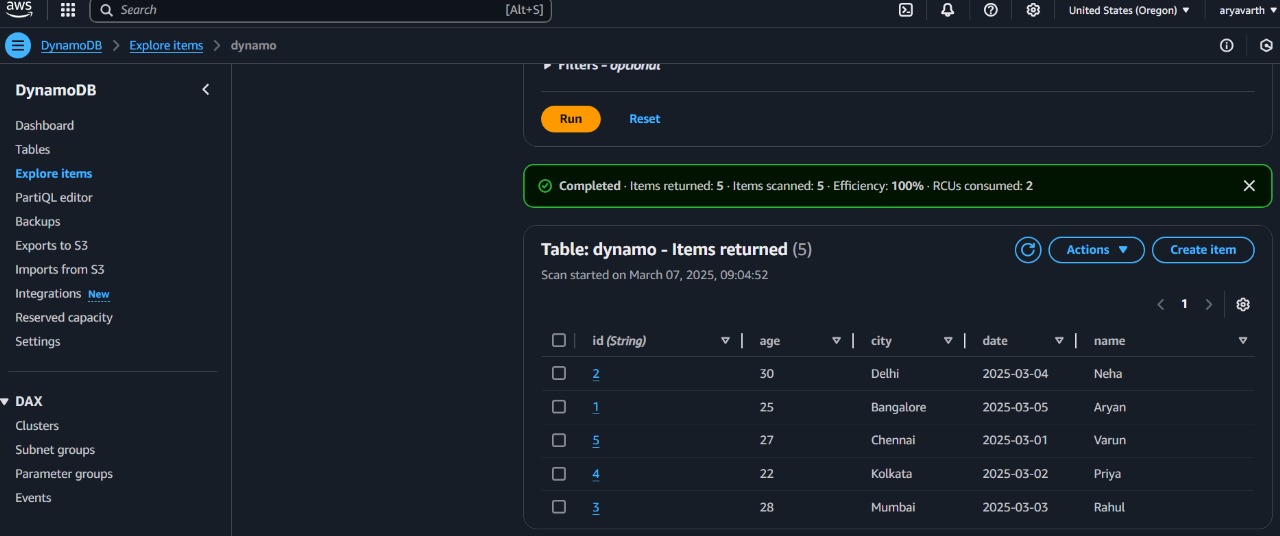 aws Search [Alt+S] United States (Oregon) aryavarth
DynamoDB > Explore items > dynamo
DynamoDB
Dashboard
Tables
Explore items
PartiQL editor
Backups
Exports to S3
Imports from S3
Integrations New
Reserved capacity
Settings
DAX
Clusters
Subnet groups
Parameter groups
Events
Filters - optional
Run Reset
Completed · Items returned: 5 · Items scanned: 5 · Efficiency: 100% · RCUs consumed: 2
Table: dynamo - Items returned (5)
Scan started on March 07, 2025, 09:04:52
Actions Create item
1
id (String) age city date name
2 30 Delhi 2025-03-04 Neha
1 25 Bangalore 2025-03-05 Aryan
5 27 Chennai 2025-03-01 Varun
4 22 Kolkata 2025-03-02 Priya
3 28 Mumbai 2025-03-03 Rahul